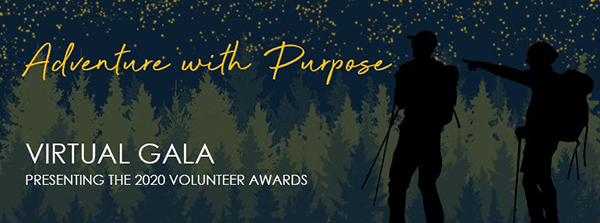 Adventure with Purpose
VIRTUAL GALA
PRESENTING THE 2020 VOLUNTEER AWARDS